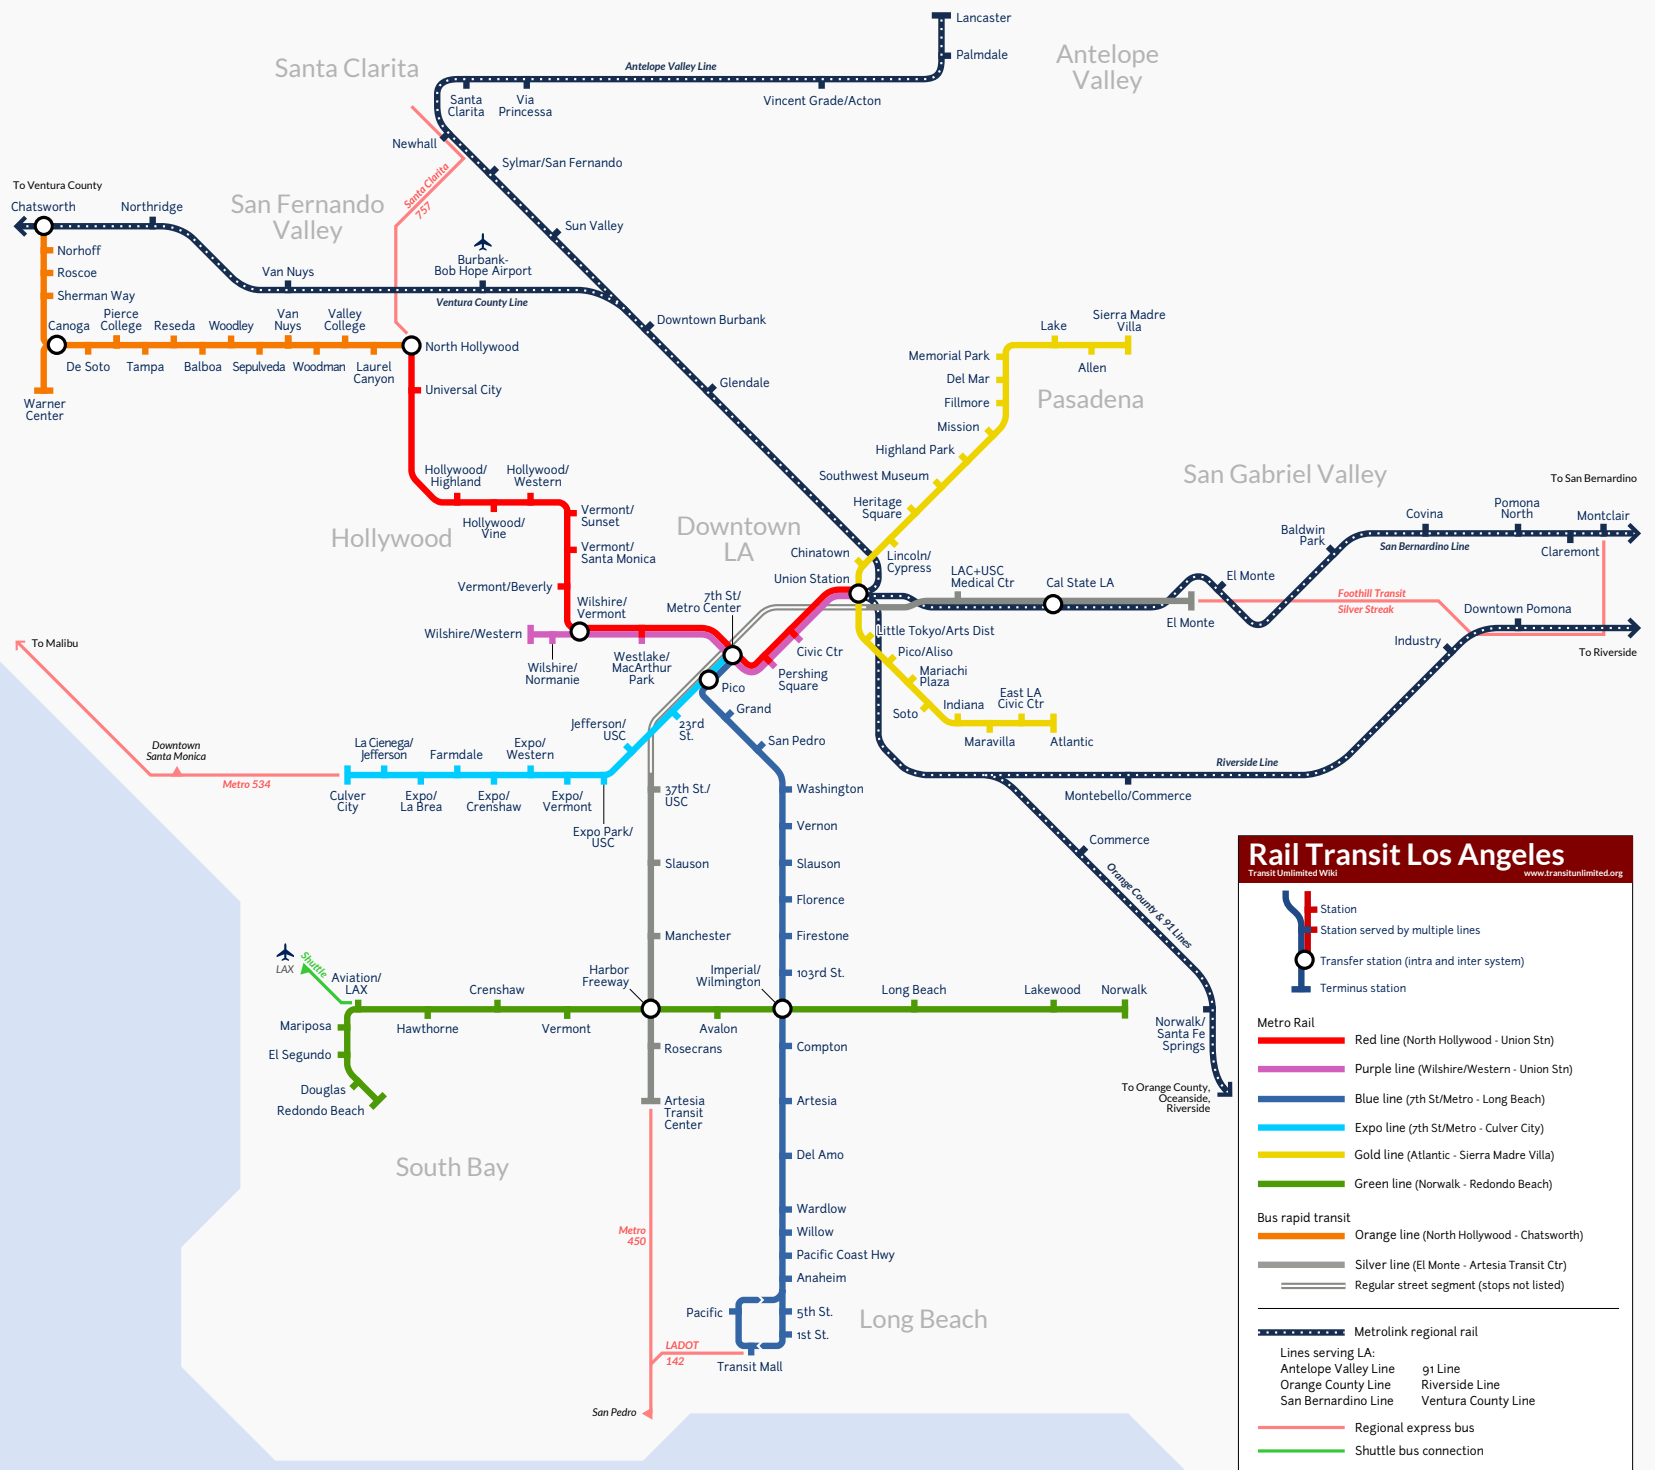 Lancaster
Palmdale
Antelope
Valley
Santa Clarita
Antelope Valley Line
Santa
Clarita
Via
Princessa
Vincent Grade/Acton
Newhall
Sylmar/San Fernando
Santa Clarita
757
To Ventura County
Chatsworth
Northridge
San Fernando
Valley
Sun Valley
Norhoff
Roscoe
Sherman Way
Van Nuys
Burbank-
Bob Hope Airport
Ventura County Line
Downtown Burbank
Glendale
Canoga
Pierce
College
Reseda
Woodley
Van
Nuys
Valley
College
North Hollywood
De Soto
Tampa
Balboa
Sepulveda
Woodman
Laurel
Canyon
Warner
Center
Universal City
Lake
Sierra Madre
Villa
Memorial Park
Allen
Del Mar
Fillmore
Pasadena
Mission
Highland Park
Southwest Museum
Heritage
Square
Lincoln/
Cypress
Chinatown
Union Station
Hollywood/
Highland
Hollywood/
Western
Hollywood/
Vine
Hollywood
Vermont/
Sunset
Vermont/
Santa Monica
Vermont/Beverly
Wilshire/
Vermont
Downtown
LA
7th St/
Metro Center
Wilshire/Western
Wilshire/
Normanie
Westlake/
MacArthur
Park
Civic Ctr
Pershing
Square
Pico
San Gabriel Valley
To San Bernardino
Covina
Pomona
North
Montclair
Baldwin
Park
San Bernardino Line
Claremont
LAC+USC
Medical Ctr
Cal State LA
El Monte
El Monte
Foothill Transit
Silver Streak
Downtown Pomona
Industry
To Riverside
Little Tokyo/Arts Dist
Pico/Aliso
Mariachi
Plaza
Soto
Indiana
East LA
Civic Ctr
Maravilla
Atlantic
Riverside Line
Montebello/Commerce
Commerce
Orange County & 91 Lines
Norwalk/
Santa Fe
Springs
To Orange County,
Oceanside,
Riverside
To Malibu
Downtown
Santa Monica
Metro 534
La Cienega/
Jefferson
Farmdale
Expo/
Western
Jefferson/
USC
23rd
St.
Culver
City
Expo/
La Brea
Expo/
Crenshaw
Expo/
Vermont
Expo Park/
USC
Grand
San Pedro
37th St./
USC
Slauson
Manchester
Harbor
Freeway
Rosecrans
Artesia
Transit
Center
Washington
Vernon
Slauson
Florence
Firestone
103rd St.
Imperial/
Wilmington
Compton
Artesia
Del Amo
Wardlow
Willow
Pacific Coast Hwy
Anaheim
5th St.
1st St.
Pacific
Transit Mall
Long Beach
LAX
Shuttle
Aviation/
LAX
Crenshaw
Long Beach
Lakewood
Norwalk
Mariposa
Hawthorne
Vermont
Avalon
El Segundo
Douglas
Redondo Beach
South Bay
Metro
450
LADOT
142
San Pedro
Rail Transit Los Angeles
Transit Umlimited Wiki
www.transitunlimited.org
Station
Station served by multiple lines
Transfer station (intra and inter system)
Terminus station
Metro Rail
Red line (North Hollywood - Union Stn)
Purple line (Wilshire/Western - Union Stn)
Blue line (7th St/Metro - Long Beach)
Expo line (7th St/Metro - Culver City)
Gold line (Atlantic - Sierra Madre Villa)
Green line (Norwalk - Redondo Beach)
Bus rapid transit
Orange line (North Hollywood - Chatsworth)
Silver line (El Monte - Artesia Transit Ctr)
Regular street segment (stops not listed)
Metrolink regional rail
Lines serving LA:
Antelope Valley Line 91 Line
Orange County Line Riverside Line
San Bernardino Line Ventura County Line
Regional express bus
Shuttle bus connection